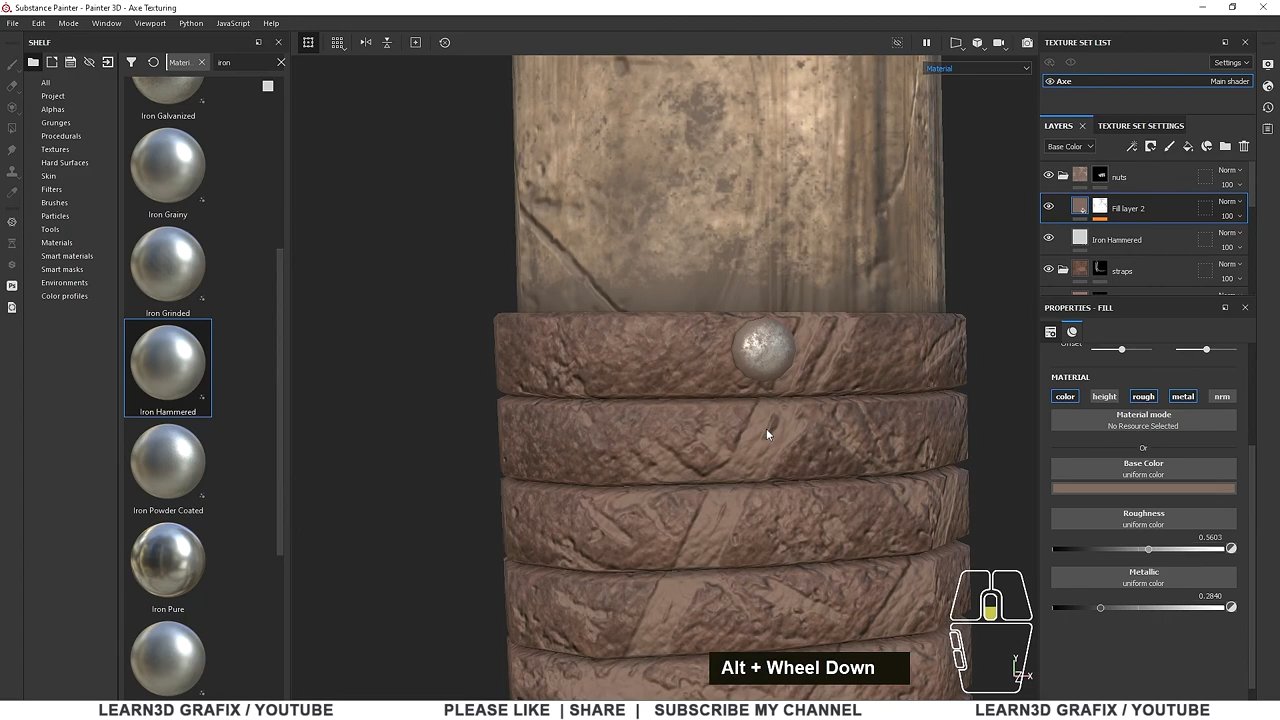 Substance Painter - Painter 3D - Axe Texturing
File Edit Mode Window Viewport Python JavaScript Help
SHELF
Materi..
iron
All
Project
Alphas
Grunges
Procedurals
Textures
Hard Surfaces
Skin
Filters
Brushes
Particles
Tools
Materials
Smart materials
Smart masks
Environments
Color profiles
Iron Galvanized
Iron Grainy
Iron Grinded
Iron Hammered
Iron Powder Coated
Iron Pure
Ps
Material
Y
X
TEXTURE SET LIST
Settings
Axe Main shader
LAYERS TEXTURE SET SETTINGS
Base Color
nuts Norm
100
Fill layer 2 Norm
100
Iron Hammered Norm
100
straps Norm
100
PROPERTIES - FILL
Offset
MATERIAL
color height rough metal nrm
Material mode
No Resource Selected
Or
Base Color
uniform color
Roughness
uniform color
0.5603
Metallic
uniform color
0.2840
Alt + Wheel Down
LEARN3D GRAFIX / YOUTUBE PLEASE LIKE | SHARE | SUBSCRIBE MY CHANNEL LEARN3D GRAFIX / YOUTUBE